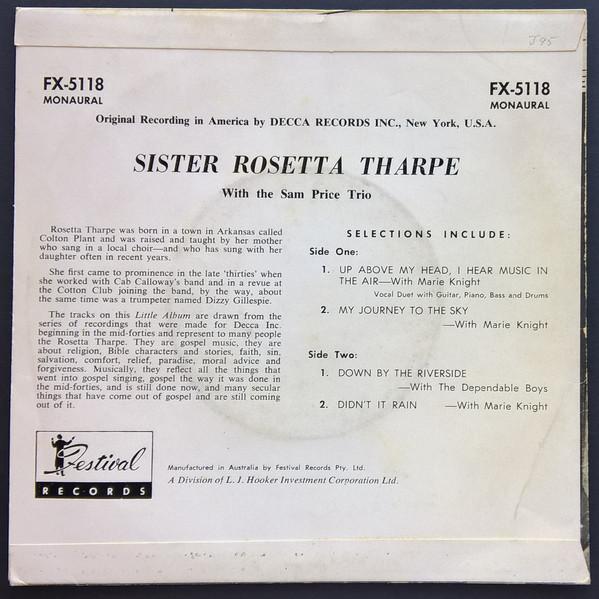 J95
FX-5118
MONAURAL
FX-5118
MONAURAL
Original Recording in America by DECCA RECORDS INC., New York, U.S.A.
SISTER ROSETTA THARPE
With the Sam Price Trio
Rosetta Tharpe was born in a town in Arkansas called
Colton Plant and was raised and taught by her mother
who sang in a local choir—and who has sung with her
daughter often in recent years.
She first came to prominence in the late 'thirties' when
she worked with Cab Calloway's band and in a revue at
the Cotton Club joining the band, by the way, about
the same time was a trumpeter named Dizzy Gillespie.
The tracks on this Little Album are drawn from the
series of recordings that were made for Decca Inc.
beginning in the mid-forties and represent to many people
the Rosetta Tharpe. They are gospel music, they are
about religion, Bible characters and stories, faith, sin,
salvation, comfort, relief, paradise, moral advice and
forgiveness. Musically, they reflect all the things that
went into gospel singing, gospel the way it was done in
the mid-forties, and is still done now, and many secular
things that have come out of gospel and are still coming
out of it.
SELECTIONS INCLUDE:
Side One:
1. UP ABOVE MY HEAD, I HEAR MUSIC IN
THE AIR—With Marie Knight
Vocal Duet with Guitar, Piano, Bass and Drums
2. MY JOURNEY TO THE SKY
—With Marie Knight
Side Two:
1. DOWN BY THE RIVERSIDE
—With The Dependable Boys
2. DIDN'T IT RAIN —With Marie Knight
Festival
RECORDS
Manufactured in Australia by Festival Records Pty. Ltd.
A Division of L. J. Hooker Investment Corporation Ltd.